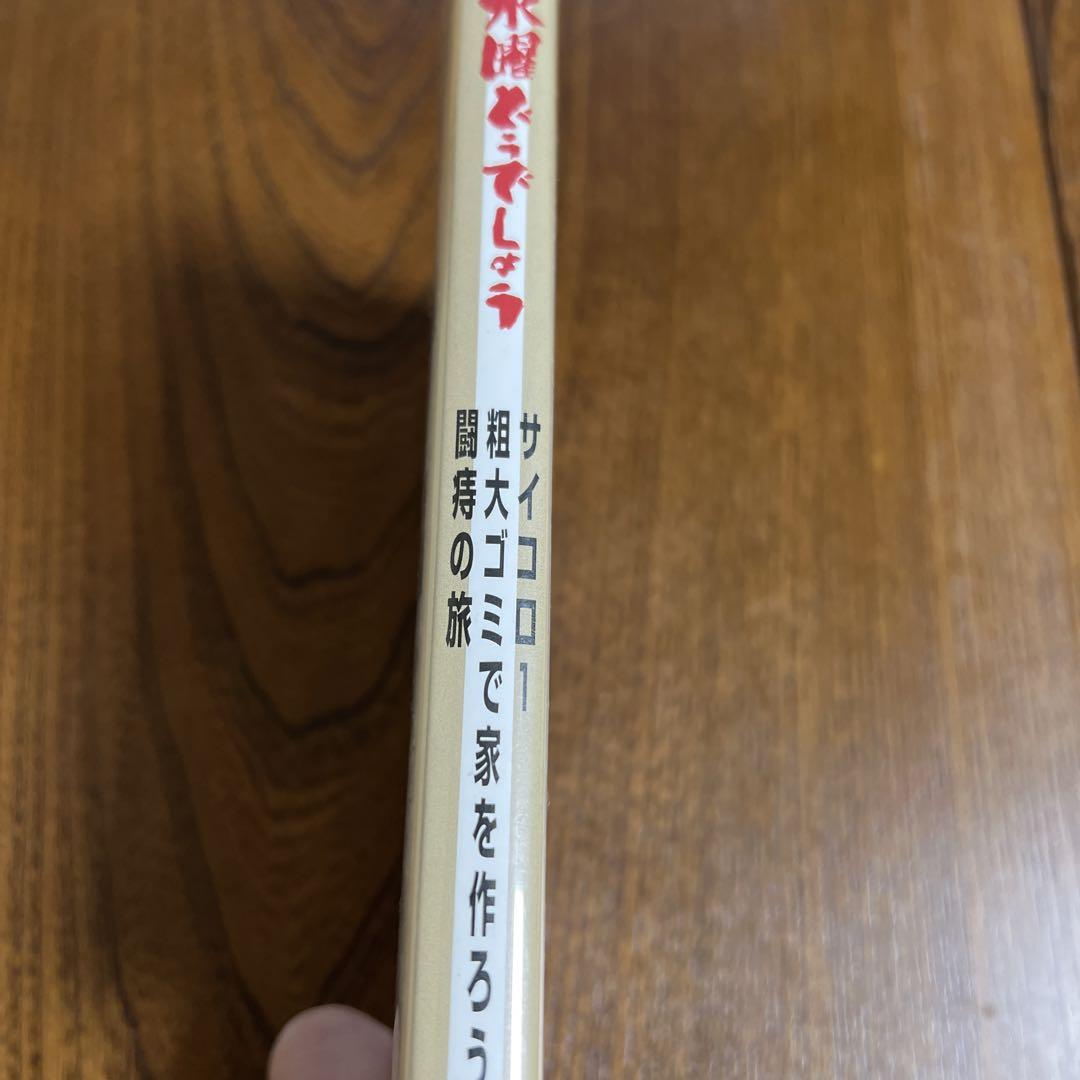 水曜どうでしょう
サイコロ1
粗大ゴミで家を作ろう
闘痔の旅